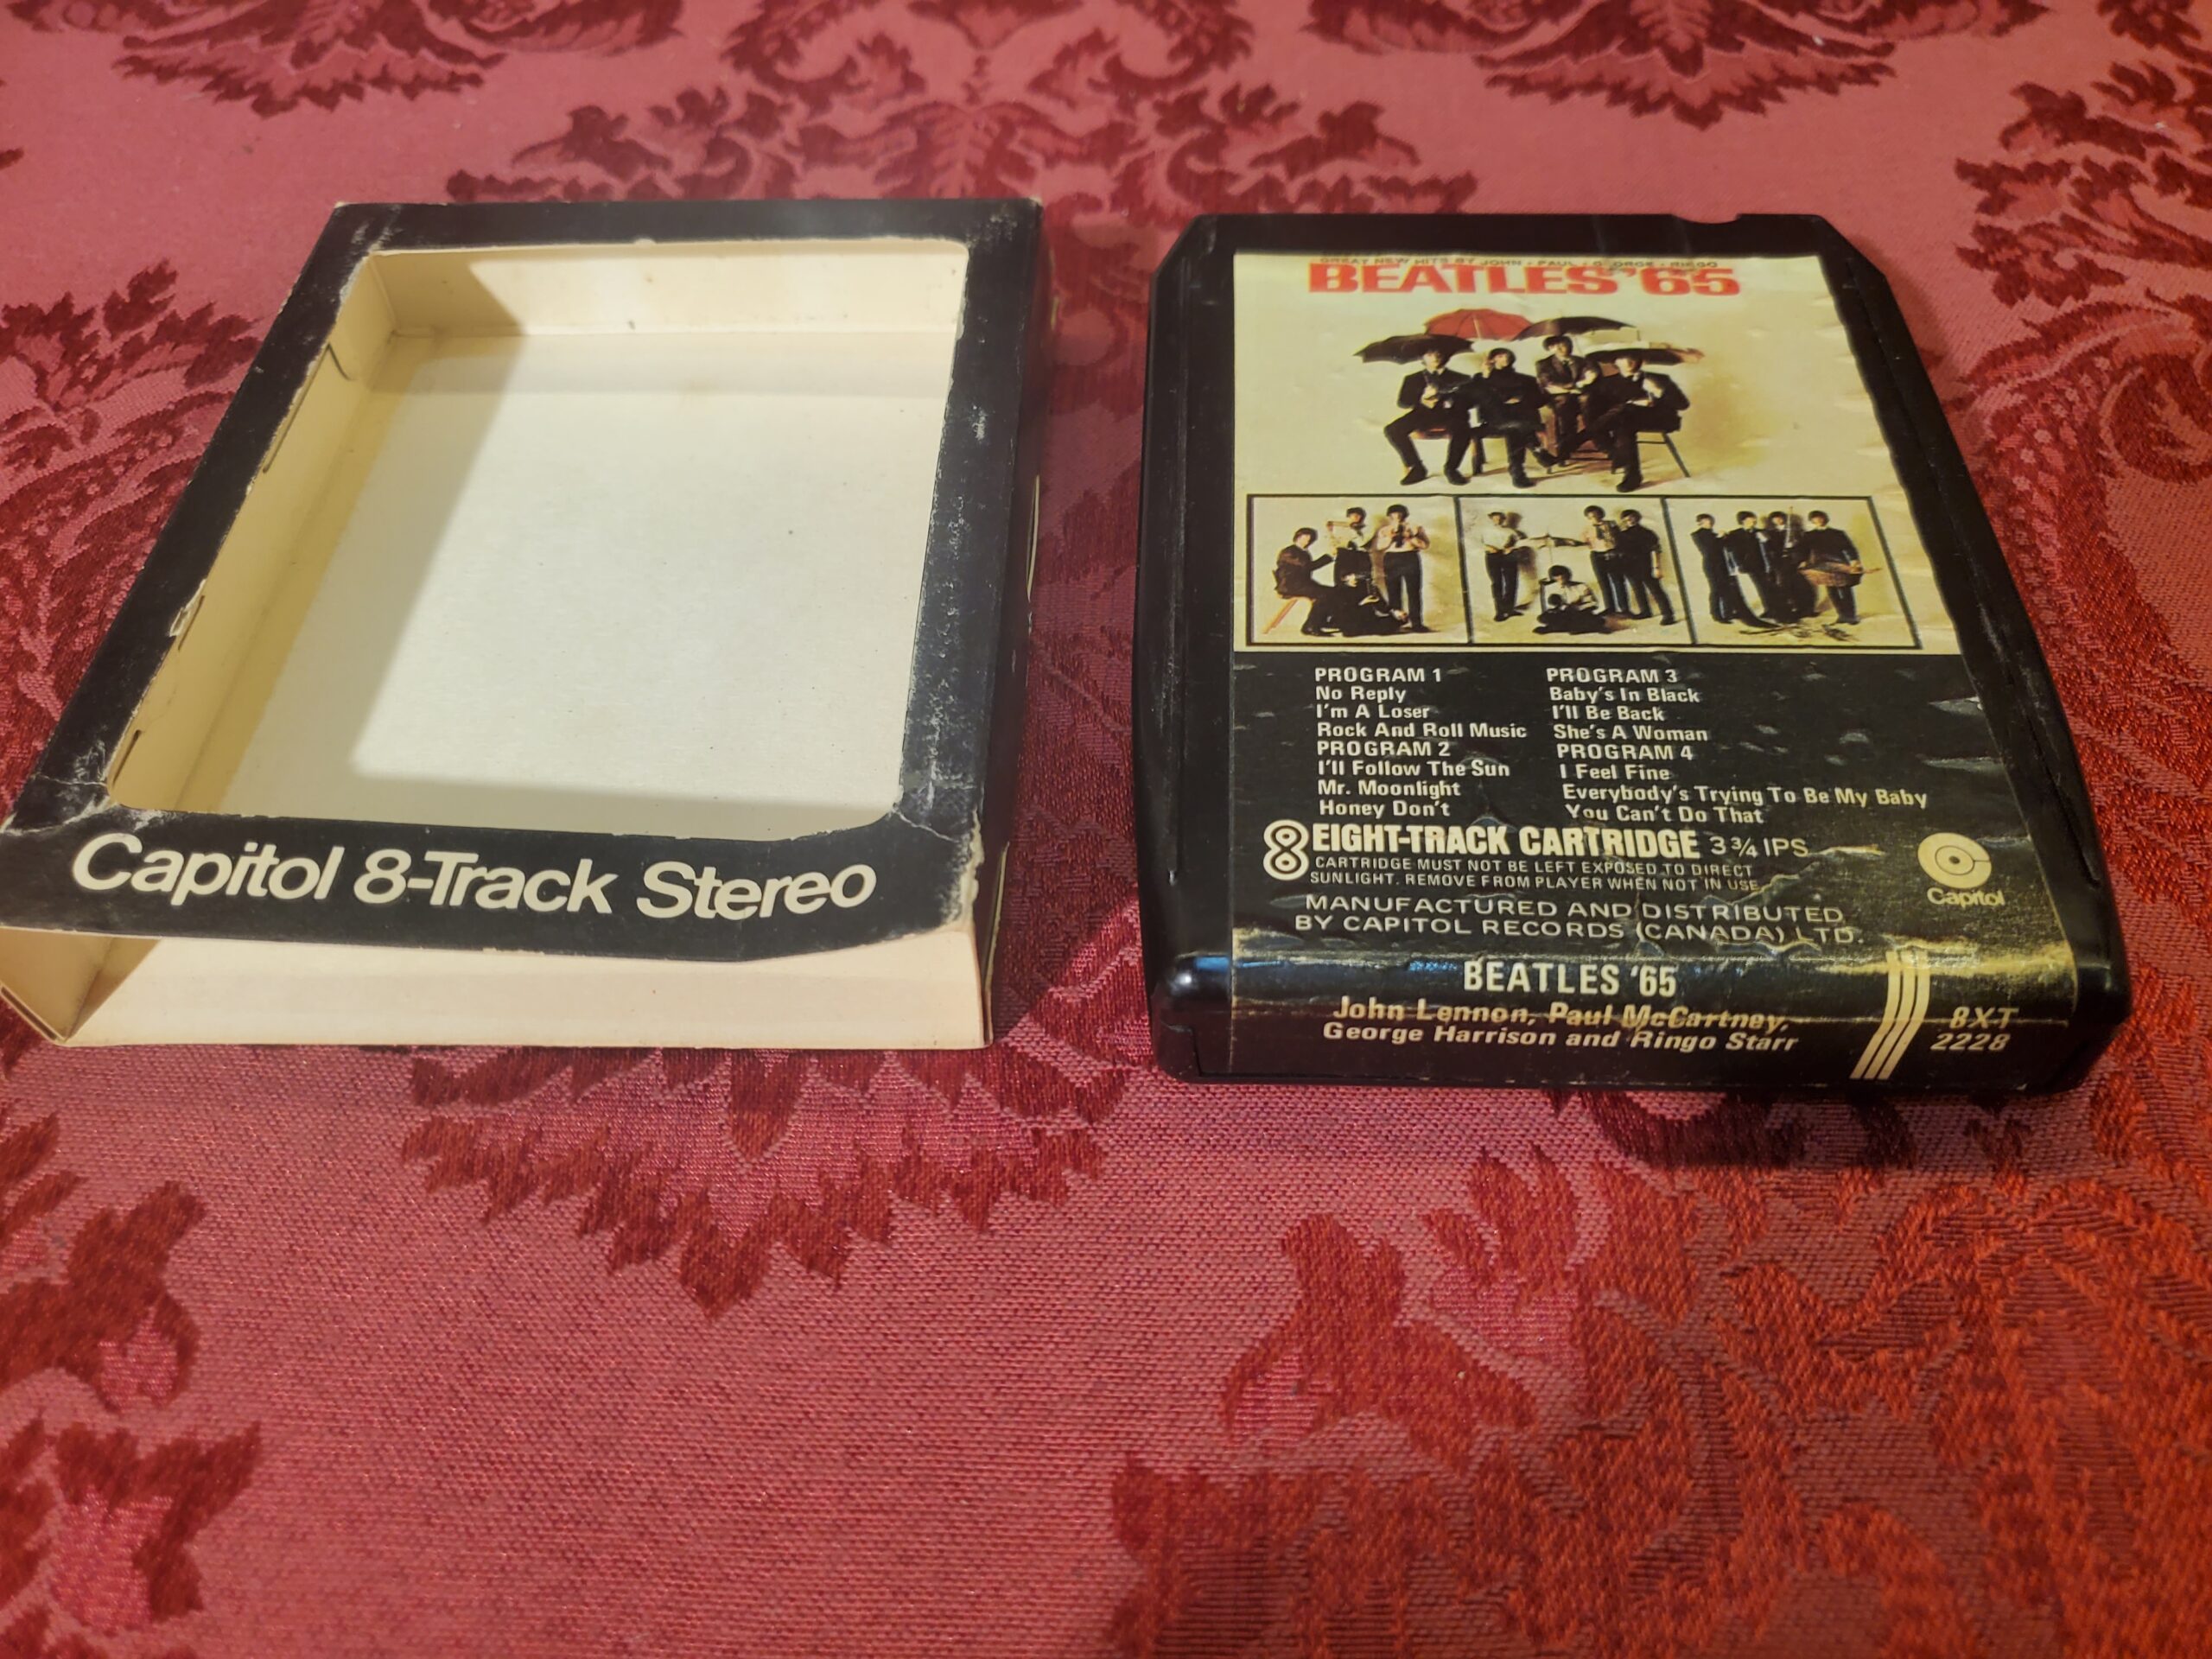 Capitol 8-Track Stereo
GREAT NEW HITS BY JOHN • PAUL • GEORGE • RINGO
BEATLES '65
PROGRAM 1
No Reply
I'm A Loser
Rock And Roll Music
PROGRAM 2
I'll Follow The Sun
Mr. Moonlight
Honey Don't
PROGRAM 3
Baby's In Black
I'll Be Back
She's A Woman
PROGRAM 4
I Feel Fine
Everybody's Trying To Be My Baby
You Can't Do That
8 EIGHT-TRACK CARTRIDGE 3 3/4 IPS
CARTRIDGE MUST NOT BE LEFT EXPOSED TO DIRECT
SUNLIGHT. REMOVE FROM PLAYER WHEN NOT IN USE
Capitol
MANUFACTURED AND DISTRIBUTED
BY CAPITOL RECORDS (CANADA) LTD.
BEATLES '65
John Lennon, Paul McCartney,
George Harrison and Ringo Starr
8XT
2228